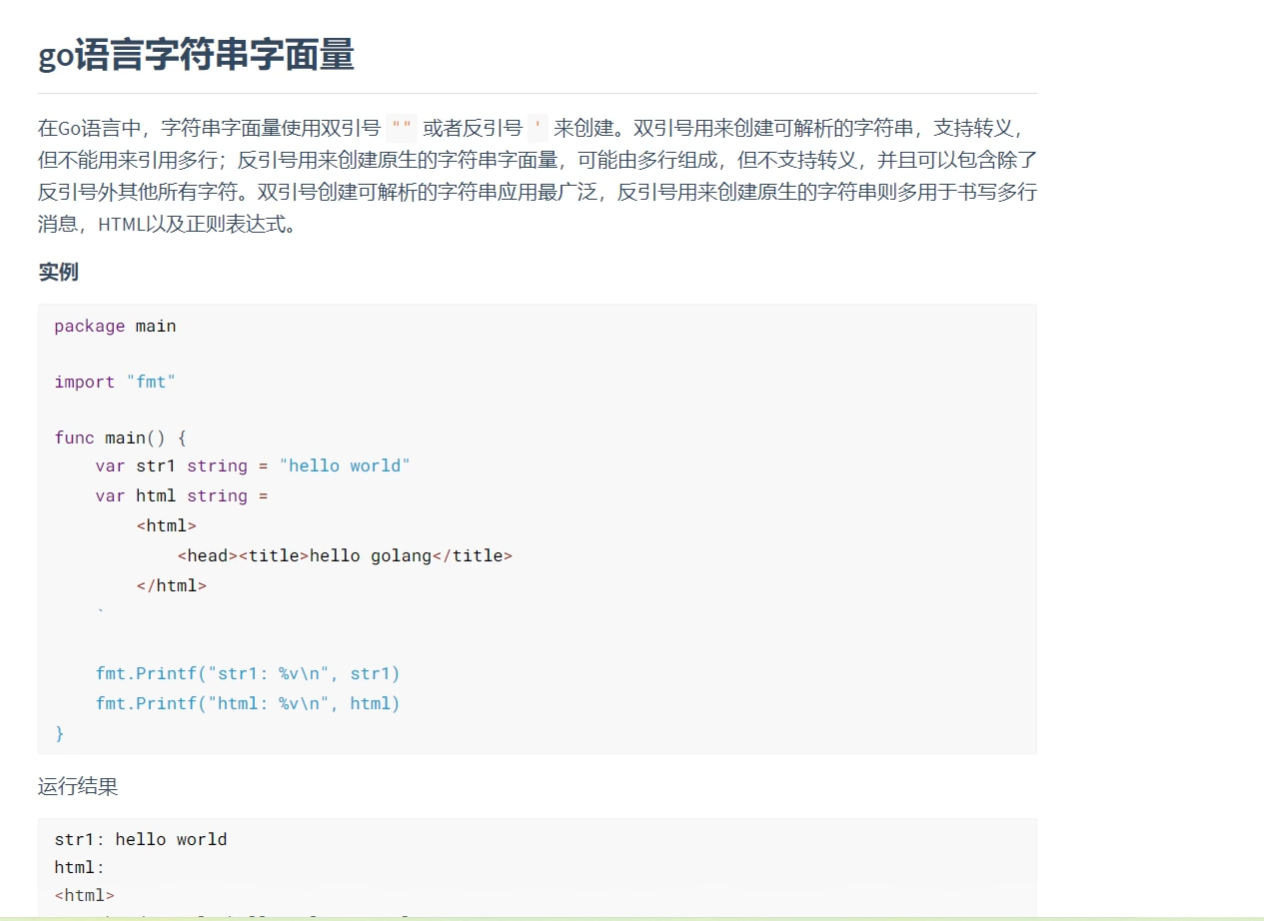 go语言字符串字面量
在Go语言中，字符串字面量使用双引号 "" 或者反引号 ' 来创建。双引号用来创建可解析的字符串，支持转义，
但不能用来引用多行；反引号用来创建原生的字符串字面量，可能由多行组成，但不支持转义，并且可以包含除了
反引号外其他所有字符。双引号创建可解析的字符串应用最广泛，反引号用来创建原生的字符串则多用于书写多行
消息，HTML以及正则表达式。
实例
package main
import "fmt"
func main() {
    var str1 string = "hello world"
    var html string =
        <html>
            <head><title>hello golang</title>
        </html>
    `
    fmt.Printf("str1: %v\n", str1)
    fmt.Printf("html: %v\n", html)
}
运行结果
str1: hello world
html:
<html>